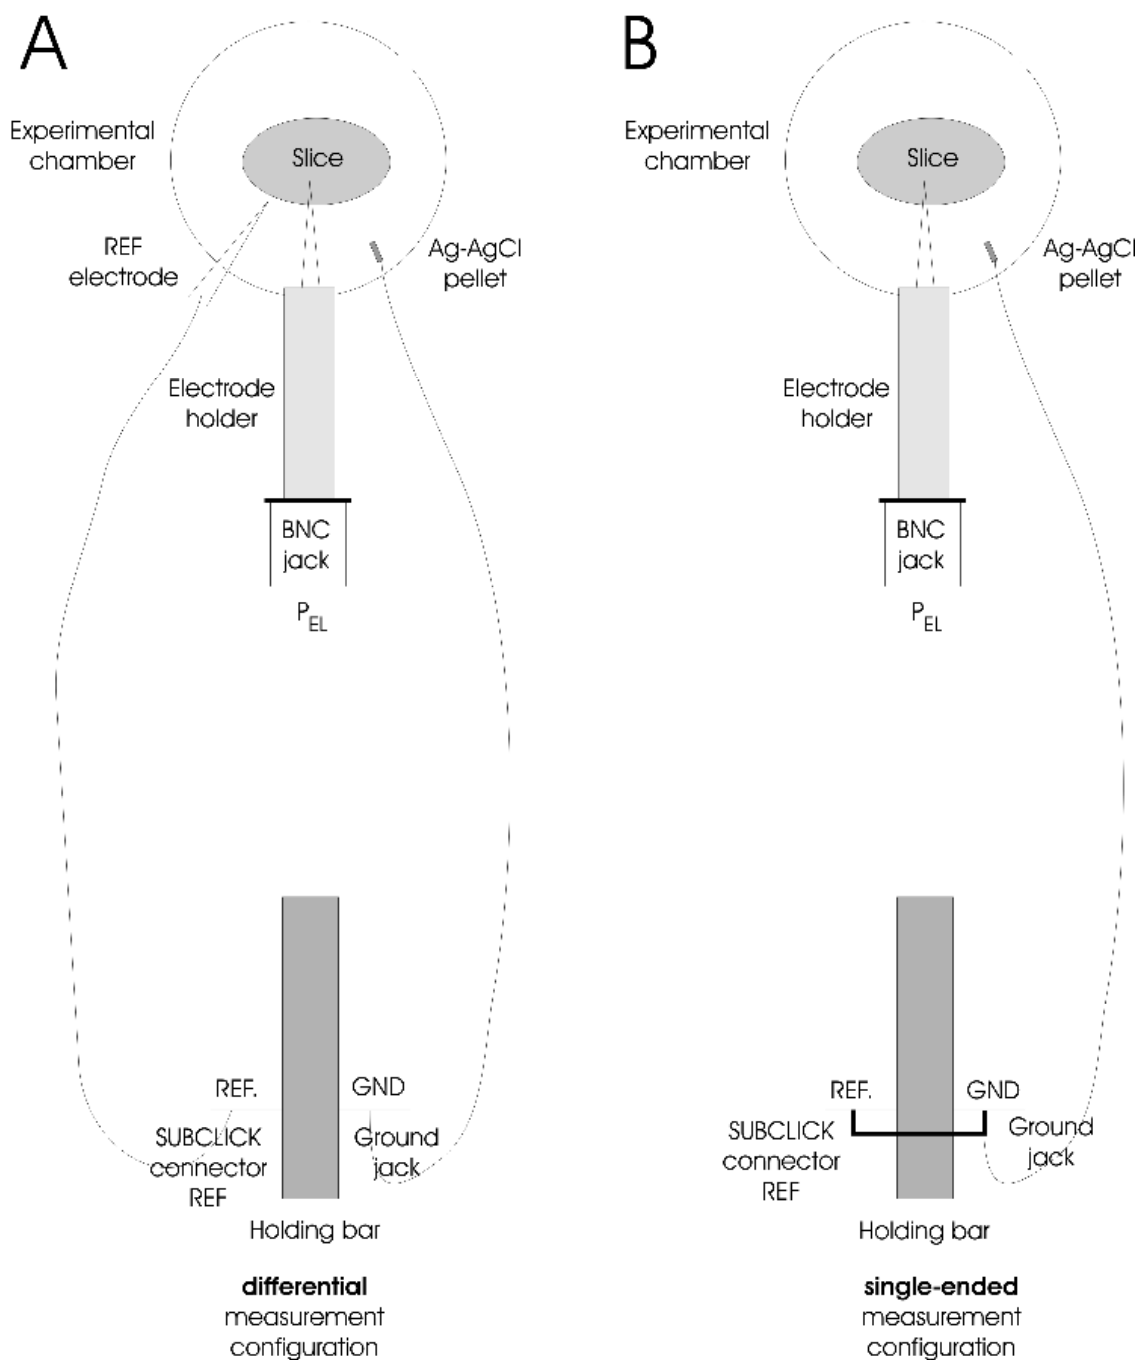 A
Experimental
chamber
Slice
REF
electrode
Ag-AgCl
pellet
Electrode
holder
BNC
jack
PEL
REF.
GND
SUBCLICK
connector
REF
Ground
jack
Holding bar
differential
measurement
configuration
B
Experimental
chamber
Slice
Ag-AgCl
pellet
Electrode
holder
BNC
jack
PEL
REF.
GND
SUBCLICK
connector
REF
Ground
jack
Holding bar
single-ended
measurement
configuration